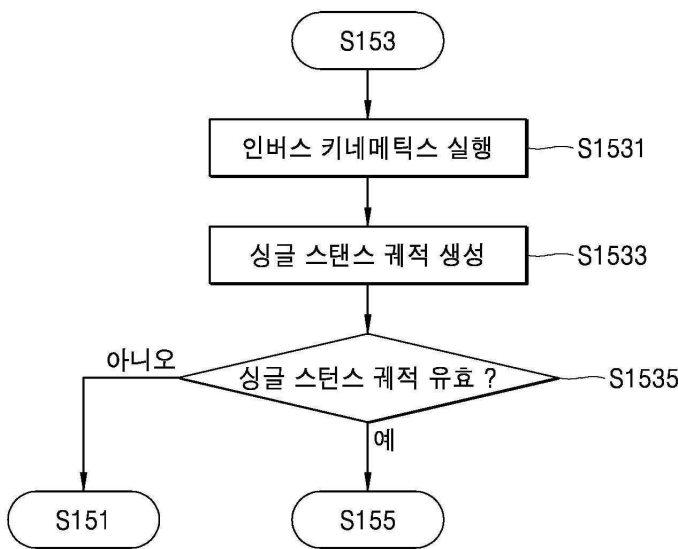 S153
인버스 키네메틱스 실행
S1531
싱글 스탠스 궤적 생성
S1533
아니오
싱글 스턴스 궤적 유효 ?
S1535
예
S151
S155